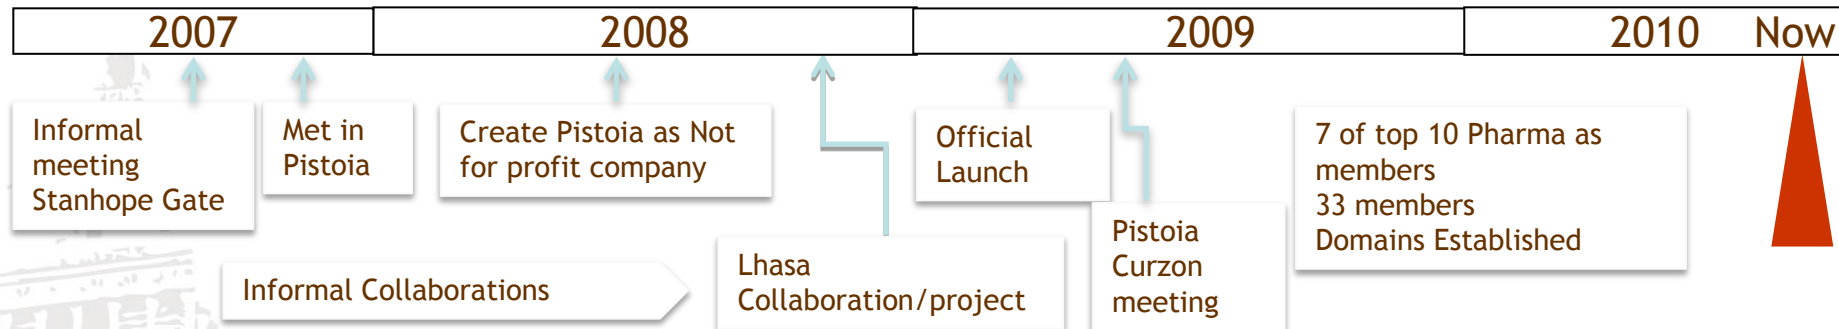 2007
2008
2009
2010
Now
Informal
meeting
Stanhope Gate
Met in
Pistoia
Create Pistoia as Not
for profit company
Official
Launch
7 of top 10 Pharma as
members
33 members
Domains Established
Informal Collaborations
Lhasa
Collaboration/project
Pistoia
Curzon
meeting